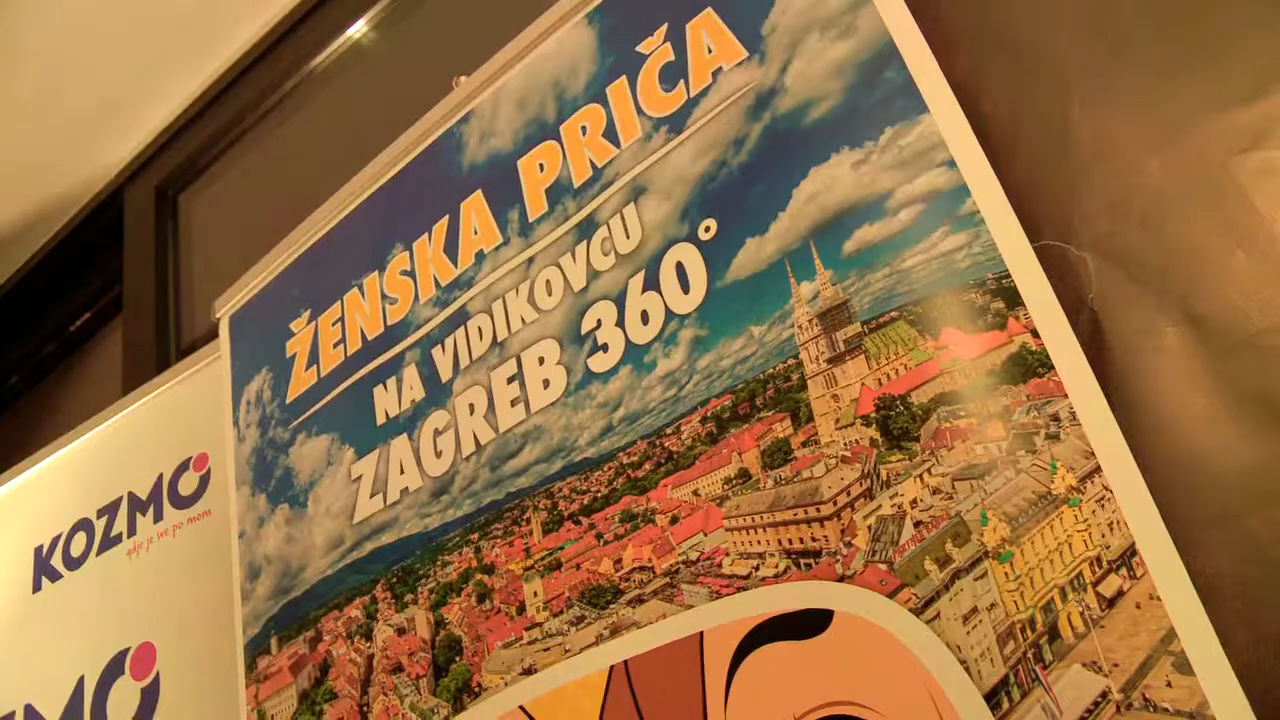 ŽENSKA PRIČA
NA VIDIKOVCU
ZAGREB 360°
KOZMO
gdje je sve po mom